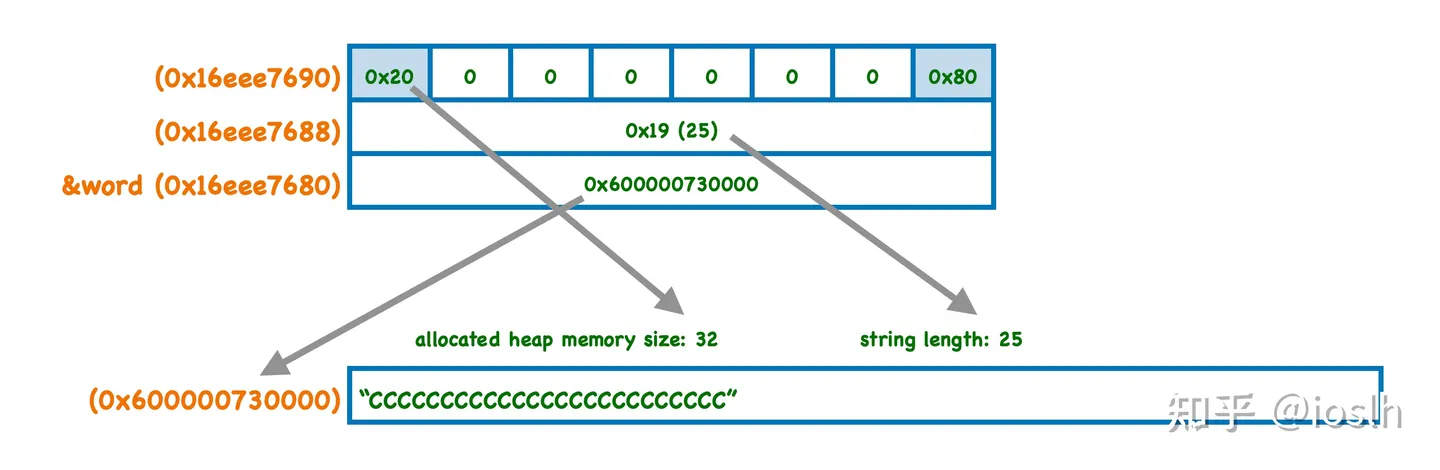 (0x16eee7690) 0x20 0 0 0 0 0 0 0x80
(0x16eee7688) 0x19 (25)
&word (0x16eee7680) 0x600000730000
allocated heap memory size: 32 string length: 25
(0x600000730000) “CCCCCCCCCCCCCCCCCCCCCCCCC”
知乎 @ioslh